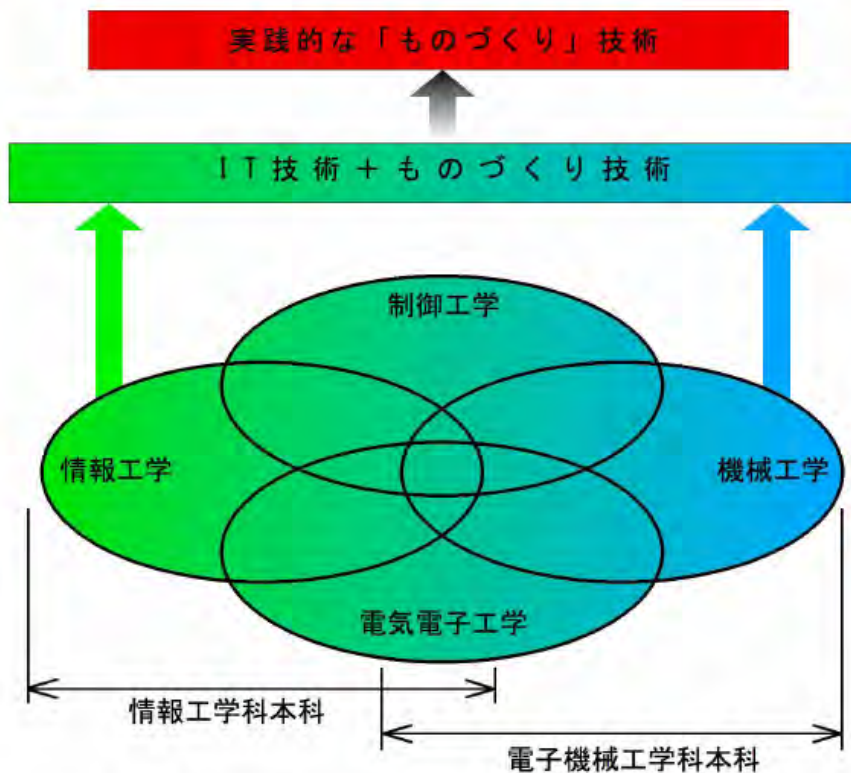 実践的な「ものづくり」技術
IT技術＋ものづくり技術
制御工学
情報工学
機械工学
電気電子工学
情報工学科本科
電子機械工学科本科